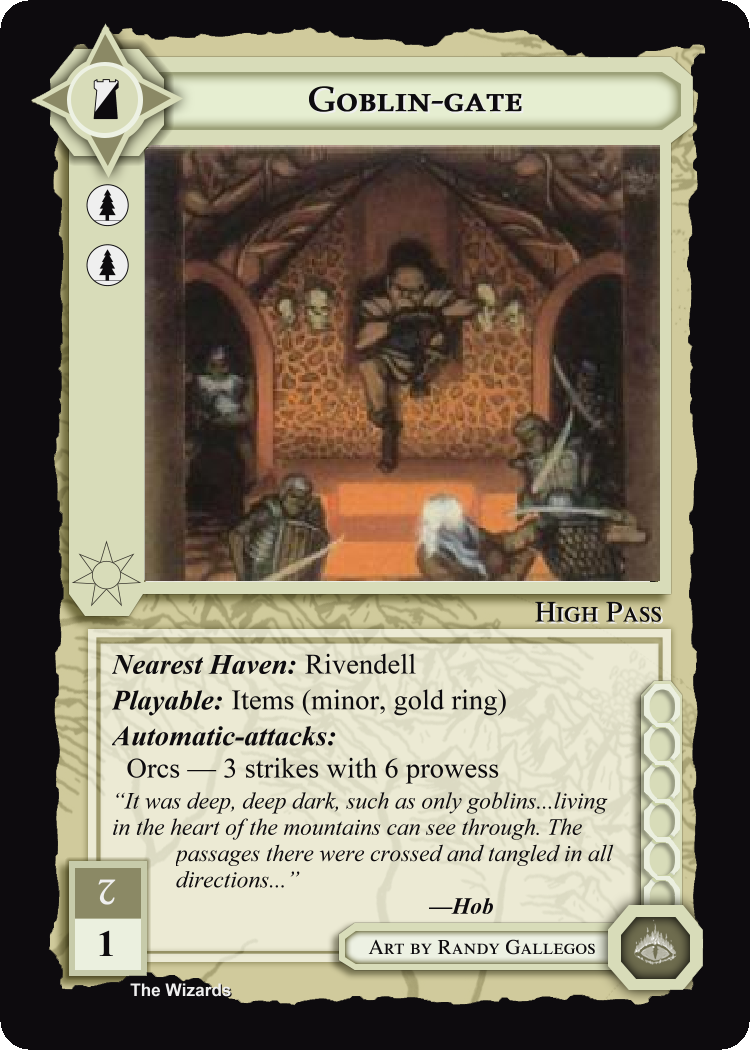 Goblin-gate
High Pass
Nearest Haven: Rivendell
Playable: Items (minor, gold ring)
Automatic-attacks:
Orcs — 3 strikes with 6 prowess
“It was deep, deep dark, such as only goblins...living
in the heart of the mountains can see through. The
passages there were crossed and tangled in all
directions...”
—Hob
2
1
Art by Randy Gallegos
The Wizards